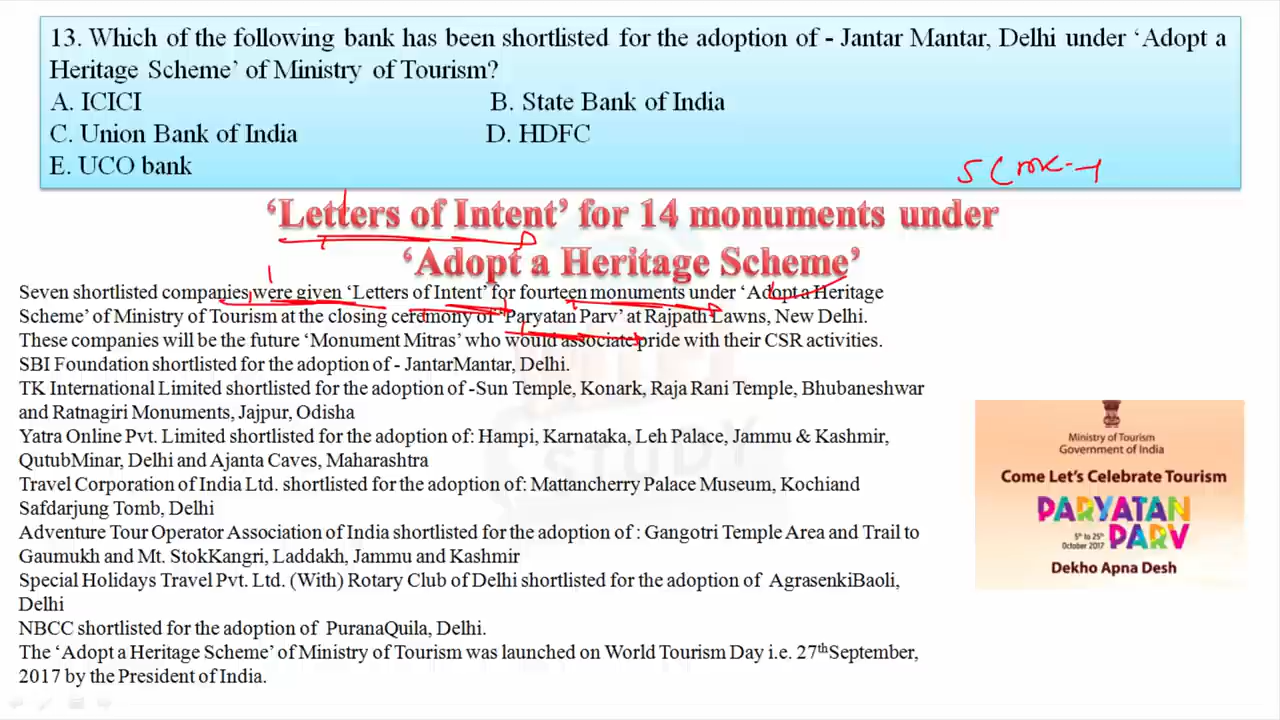 13. Which of the following bank has been shortlisted for the adoption of - Jantar Mantar, Delhi under ‘Adopt a
Heritage Scheme’ of Ministry of Tourism?
A. ICICI B. State Bank of India
C. Union Bank of India D. HDFC
E. UCO bank
‘Letters of Intent’ for 14 monuments under
‘Adopt a Heritage Scheme’
Seven shortlisted companies were given ‘Letters of Intent’ for fourteen monuments under ‘Adopt a Heritage
Scheme’ of Ministry of Tourism at the closing ceremony of ‘Paryatan Parv’ at Rajpath Lawns, New Delhi.
These companies will be the future ‘Monument Mitras’ who would associate pride with their CSR activities.
SBI Foundation shortlisted for the adoption of - JantarMantar, Delhi.
TK International Limited shortlisted for the adoption of -Sun Temple, Konark, Raja Rani Temple, Bhubaneshwar
and Ratnagiri Monuments, Jajpur, Odisha
Yatra Online Pvt. Limited shortlisted for the adoption of: Hampi, Karnataka, Leh Palace, Jammu & Kashmir,
QutubMinar, Delhi and Ajanta Caves, Maharashtra
Travel Corporation of India Ltd. shortlisted for the adoption of: Mattancherry Palace Museum, Kochiand
Safdarjung Tomb, Delhi
Adventure Tour Operator Association of India shortlisted for the adoption of : Gangotri Temple Area and Trail to
Gaumukh and Mt. StokKangri, Laddakh, Jammu and Kashmir
Special Holidays Travel Pvt. Ltd. (With) Rotary Club of Delhi shortlisted for the adoption of AgrasenkiBaoli,
Delhi
NBCC shortlisted for the adoption of PuranaQuila, Delhi.
The ‘Adopt a Heritage Scheme’ of Ministry of Tourism was launched on World Tourism Day i.e. 27thSeptember,
2017 by the President of India.
Ministry of Tourism
Government of India
Come Let's Celebrate Tourism
PARYATAN
5th to 25th
October 2017 PARV
Dekho Apna Desh
STUDY